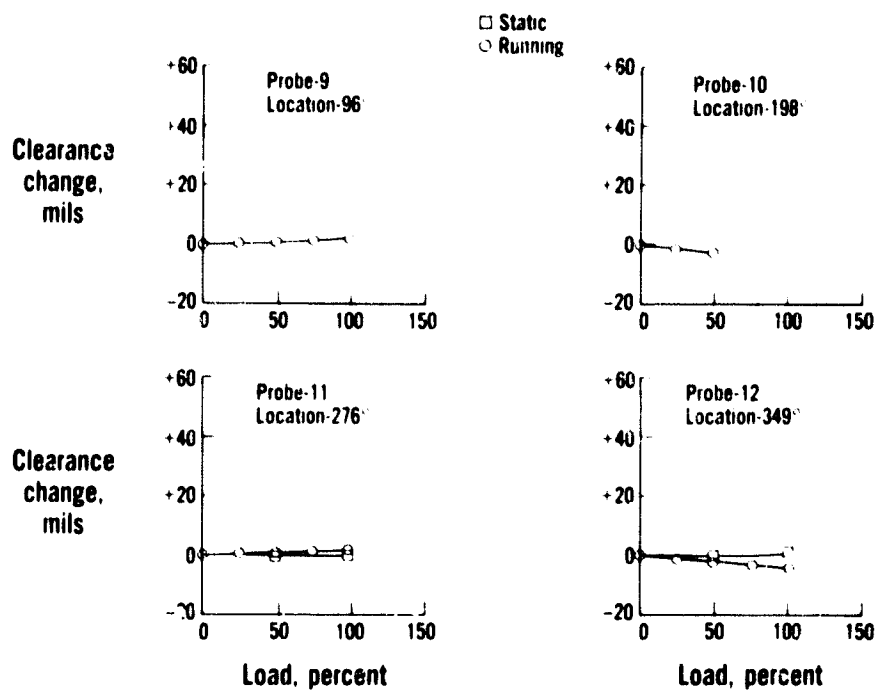 Static
Running
+60
+40
+20
0
-20
0 50 100 150
Clearance
change,
mils
Probe-9
Location-96°
+60
+40
+20
0
-20
0 50 100 150
Probe-10
Location-198°
+60
+40
+20
0
-20
0 50 100 150
Clearance
change,
mils
Probe-11
Location-276°
Load, percent
+60
+40
+20
0
-20
0 50 100 150
Probe-12
Location-349°
Load, percent